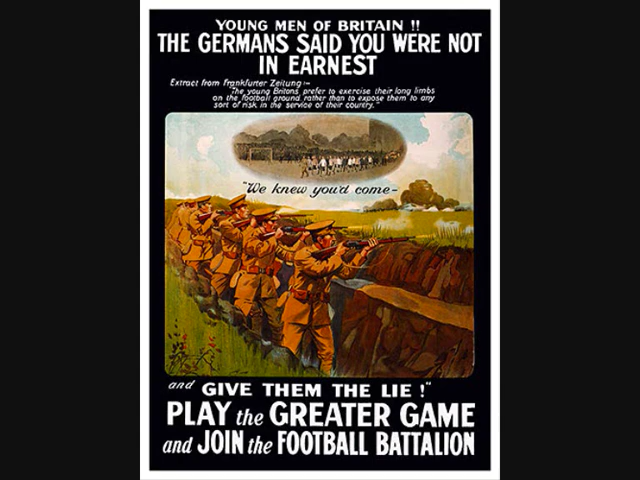 YOUNG MEN OF BRITAIN !!
THE GERMANS SAID YOU WERE NOT
IN EARNEST
Extract from Frankfurter Zeitung:-
"The young Britons prefer to exercise their long limbs
on the football ground rather than to expose them to any
sort of risk in the service of their country."
"We knew you'd come-
and GIVE THEM THE LIE!"
PLAY the GREATER GAME
and JOIN the FOOTBALL BATTALION